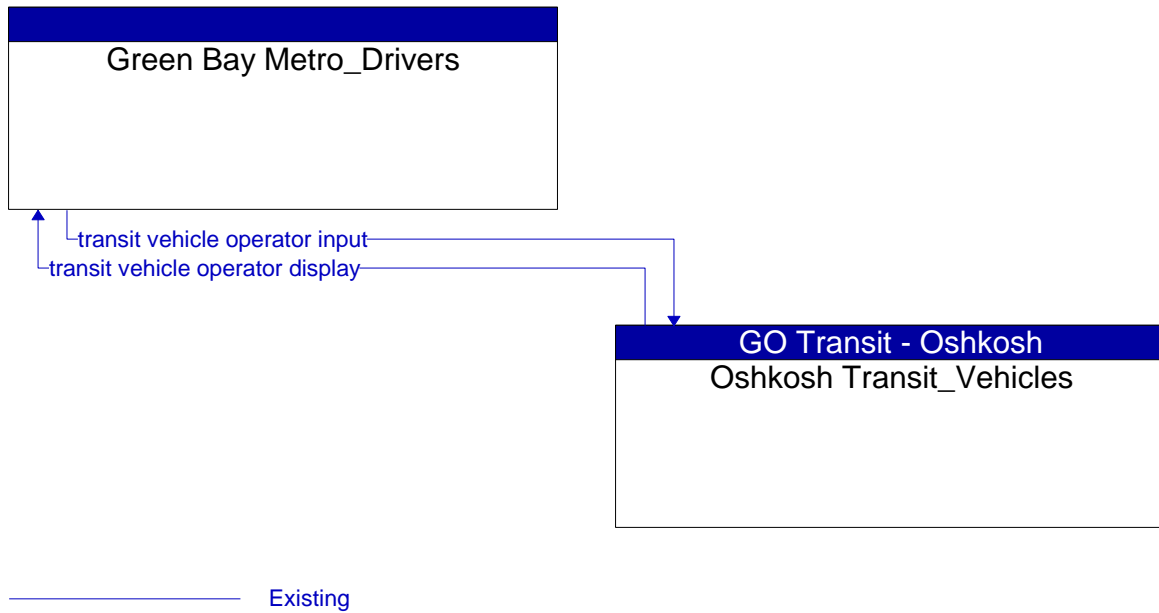 Green Bay Metro_Drivers
transit vehicle operator input
transit vehicle operator display
GO Transit - Oshkosh
Oshkosh Transit_Vehicles
Existing